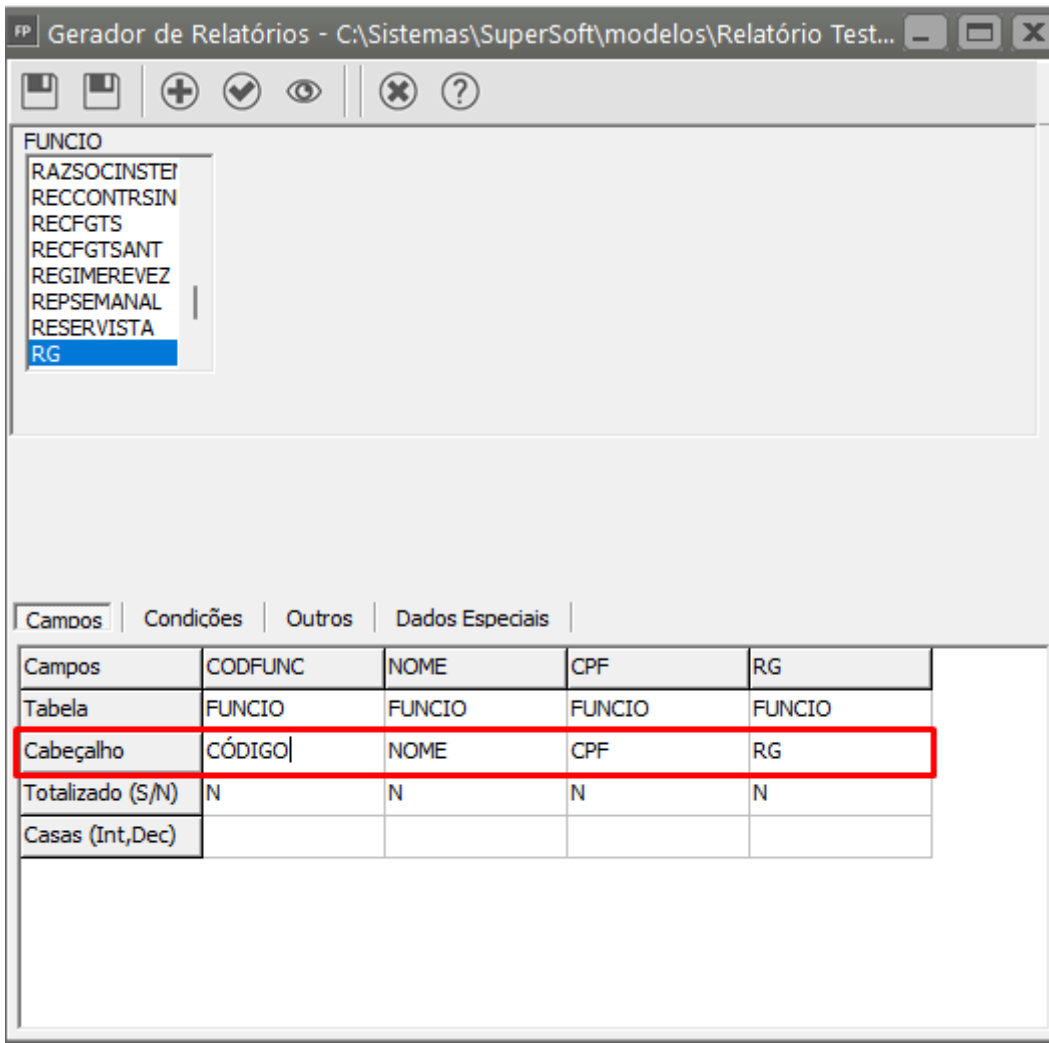 FP Gerador de Relatórios - C:\Sistemas\SuperSoft\modelos\Relatório Test...
FUNCIO
RAZSOCINSTE
RECCONTRSIN
RECFGTS
RECFGTSANT
REGIMEREVEZ
REPSEMANAL
RESERVISTA
RG
Campos Condições Outros Dados Especiais
Campos CODFUNC NOME CPF RG
Tabela FUNCIO FUNCIO FUNCIO FUNCIO
Cabeçalho CÓDIGO NOME CPF RG
Totalizado (S/N) N N N N
Casas (Int,Dec)